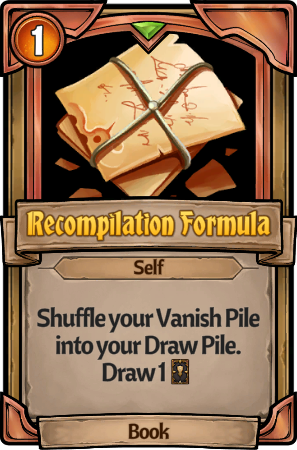 1
Recompilation Formula
Self
Shuffle your Vanish Pile
into your Draw Pile.
Draw 1
Book